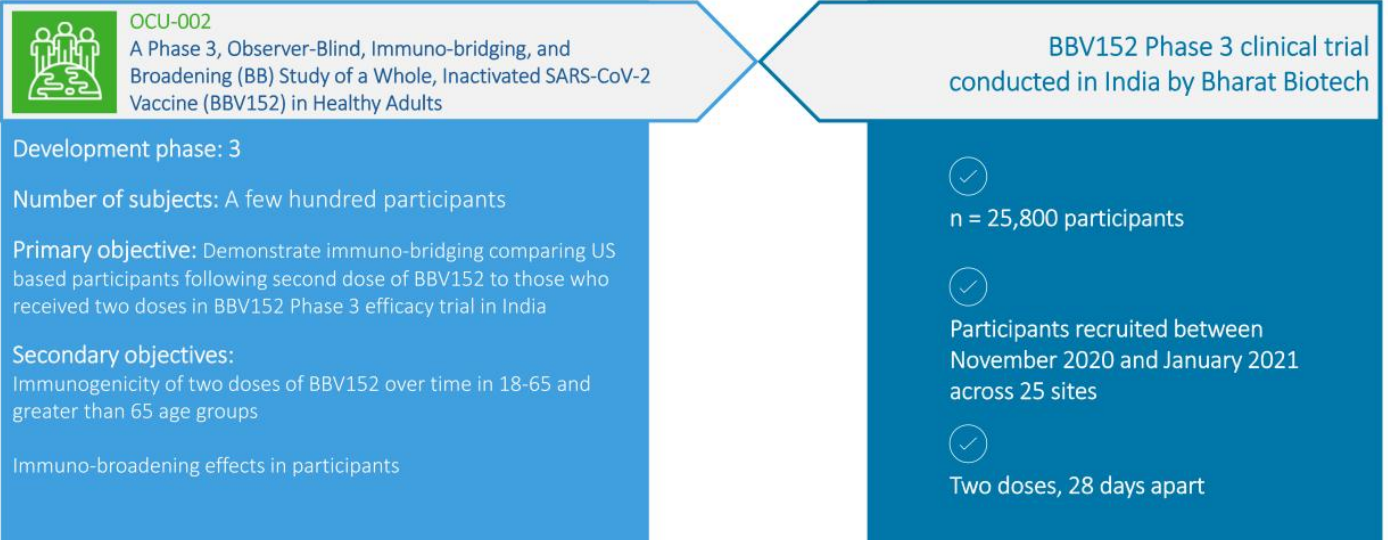 OCU-002
A Phase 3, Observer-Blind, Immuno-bridging, and
Broadening (BB) Study of a Whole, Inactivated SARS-CoV-2
Vaccine (BBV152) in Healthy Adults
Development phase: 3
Number of subjects: A few hundred participants
Primary objective: Demonstrate immuno-bridging comparing US
based participants following second dose of BBV152 to those who
received two doses in BBV152 Phase 3 efficacy trial in India
Secondary objectives:
Immunogenicity of two doses of BBV152 over time in 18-65 and
greater than 65 age groups
Immuno-broadening effects in participants
BBV152 Phase 3 clinical trial
conducted in India by Bharat Biotech
n = 25,800 participants
Participants recruited between
November 2020 and January 2021
across 25 sites
Two doses, 28 days apart